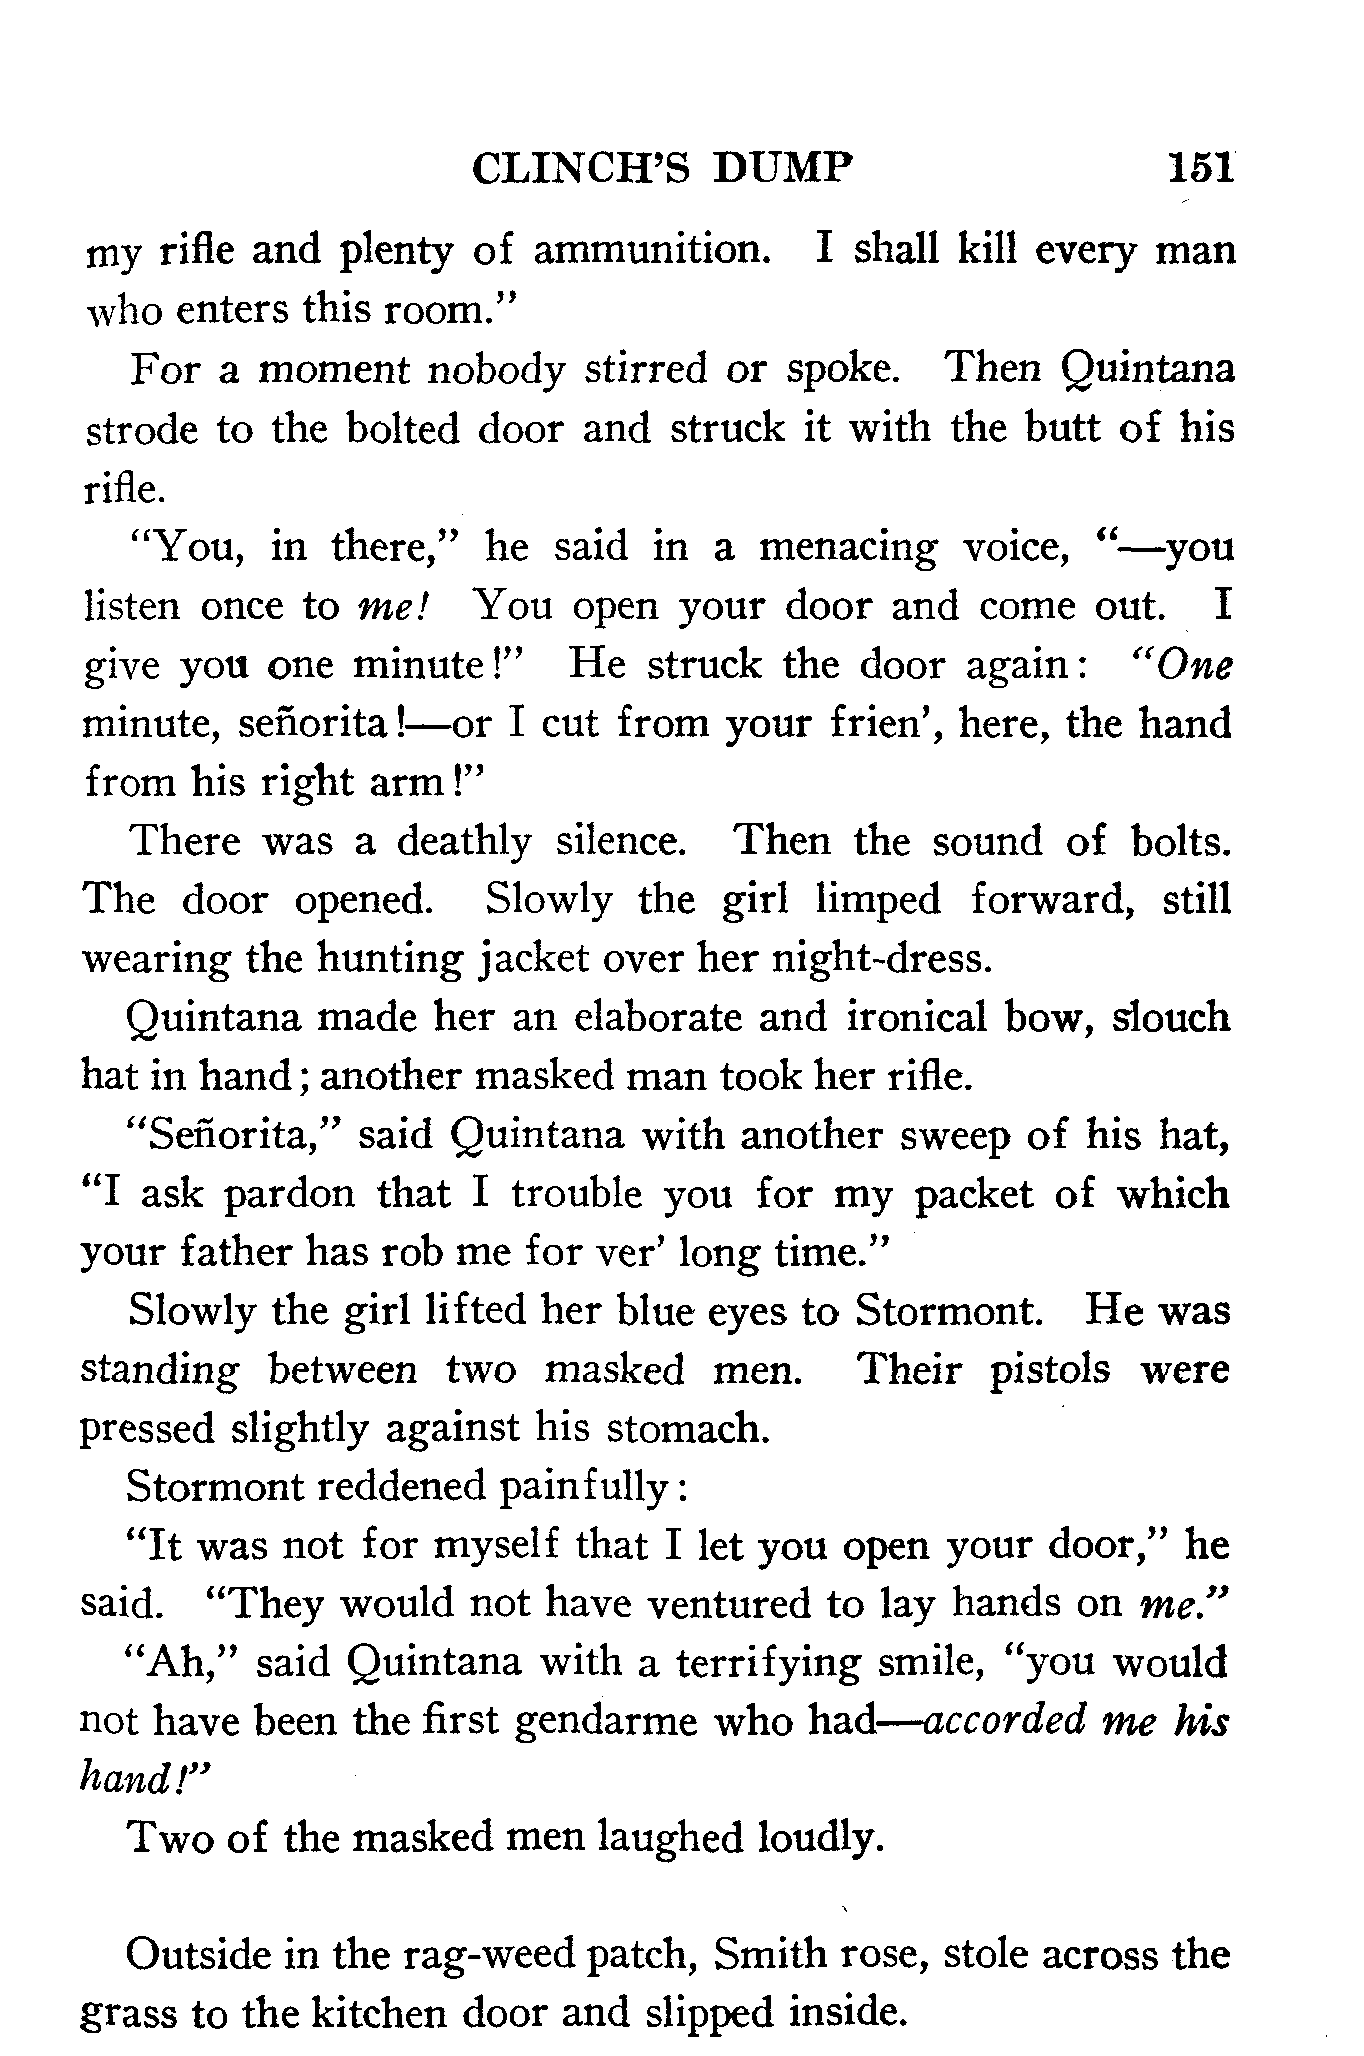 CLINCH'S DUMP 151
my rifle and plenty of ammunition. I shall kill every man
who enters this room."
For a moment nobody stirred or spoke. Then Quintana
strode to the bolted door and struck it with the butt of his
rifle.
"You, in there," he said in a menacing voice, "—you
listen once to me! You open your door and come out. I
give you one minute!" He struck the door again: "One
minute, señorita!—or I cut from your frien', here, the hand
from his right arm!"
There was a deathly silence. Then the sound of bolts.
The door opened. Slowly the girl limped forward, still
wearing the hunting jacket over her night-dress.
Quintana made her an elaborate and ironical bow, slouch
hat in hand; another masked man took her rifle.
"Señorita," said Quintana with another sweep of his hat,
"I ask pardon that I trouble you for my packet of which
your father has rob me for ver' long time."
Slowly the girl lifted her blue eyes to Stormont. He was
standing between two masked men. Their pistols were
pressed slightly against his stomach.
Stormont reddened painfully:
"It was not for myself that I let you open your door," he
said. "They would not have ventured to lay hands on me."
"Ah," said Quintana with a terrifying smile, "you would
not have been the first gendarme who had—accorded me his
hand!"
Two of the masked men laughed loudly.
Outside in the rag-weed patch, Smith rose, stole across the
grass to the kitchen door and slipped inside.